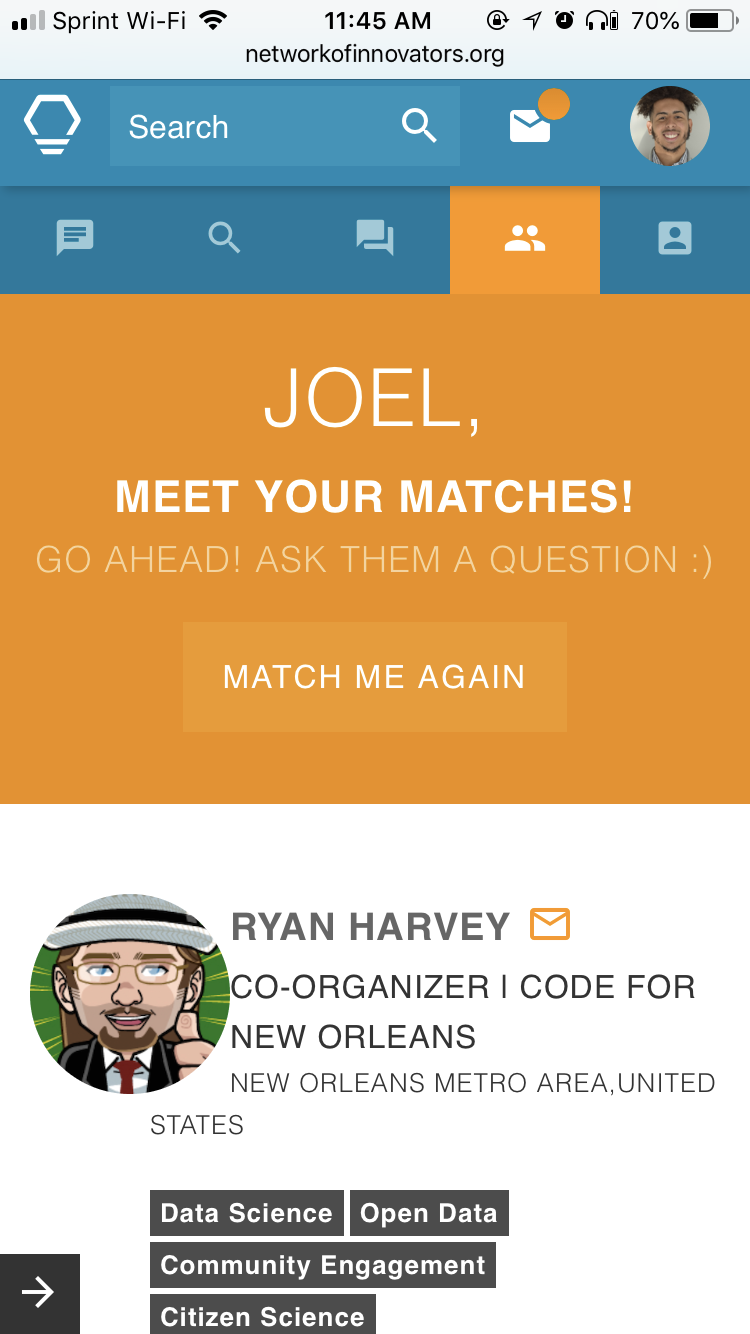 Sprint Wi-Fi 11:45 AM 70%
networkofinnovators.org
Search
JOEL,
MEET YOUR MATCHES!
GO AHEAD! ASK THEM A QUESTION :)
MATCH ME AGAIN
RYAN HARVEY
CO-ORGANIZER | CODE FOR
NEW ORLEANS
NEW ORLEANS METRO AREA,UNITED
STATES
Data Science Open Data
Community Engagement
Citizen Science